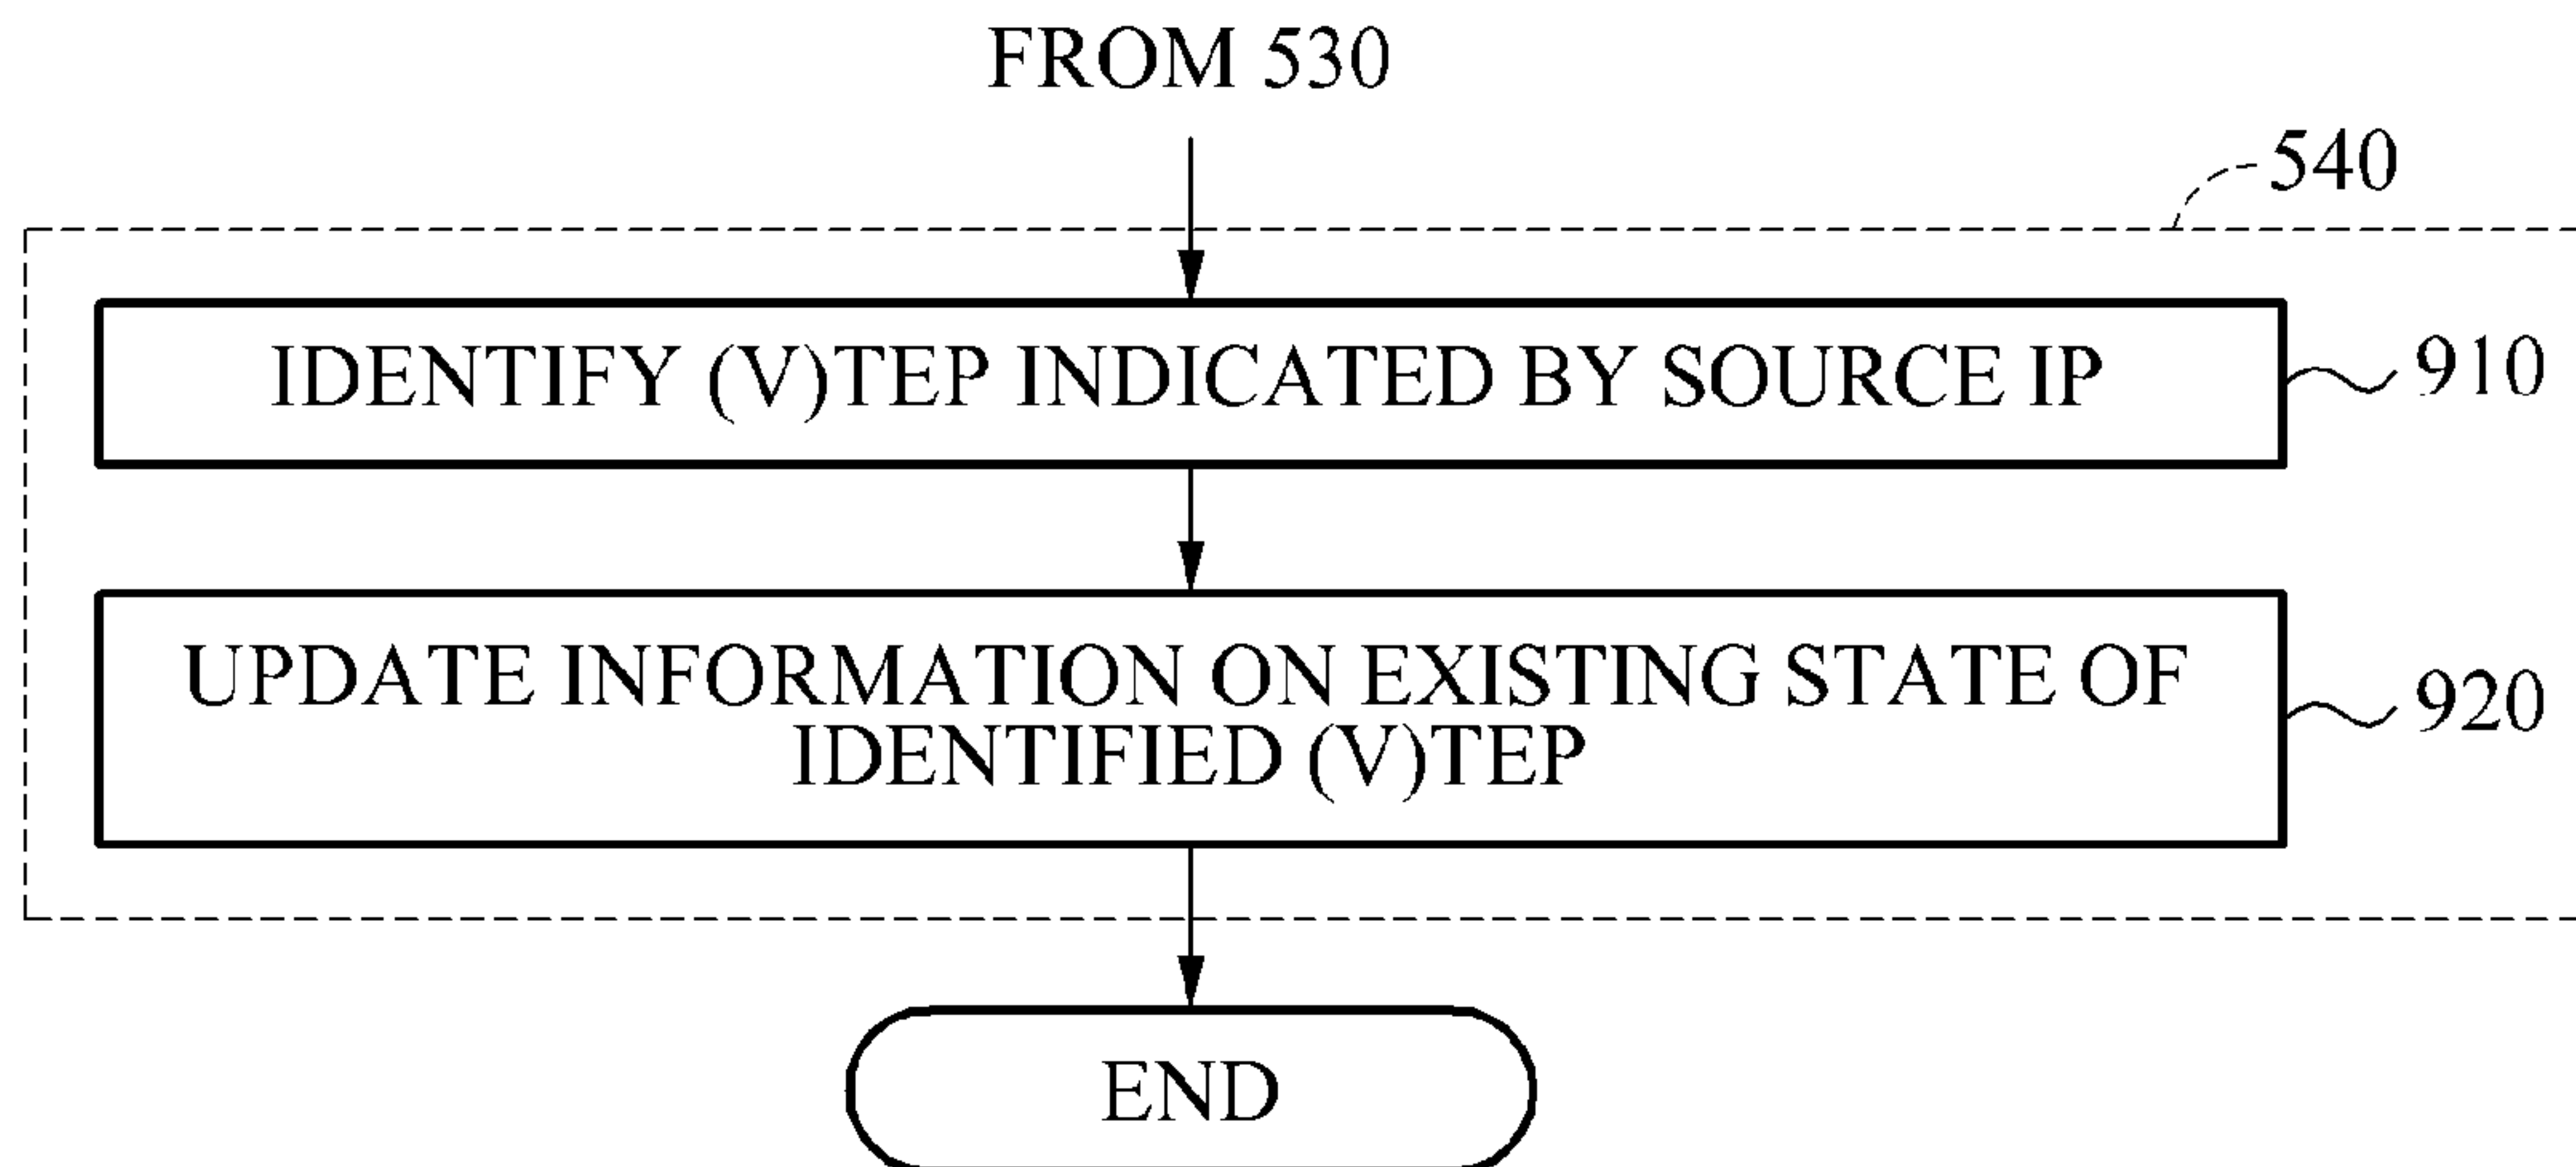 FROM 530
540
IDENTIFY (V)TEP INDICATED BY SOURCE IP
910
UPDATE INFORMATION ON EXISTING STATE OF
IDENTIFIED (V)TEP
920
END